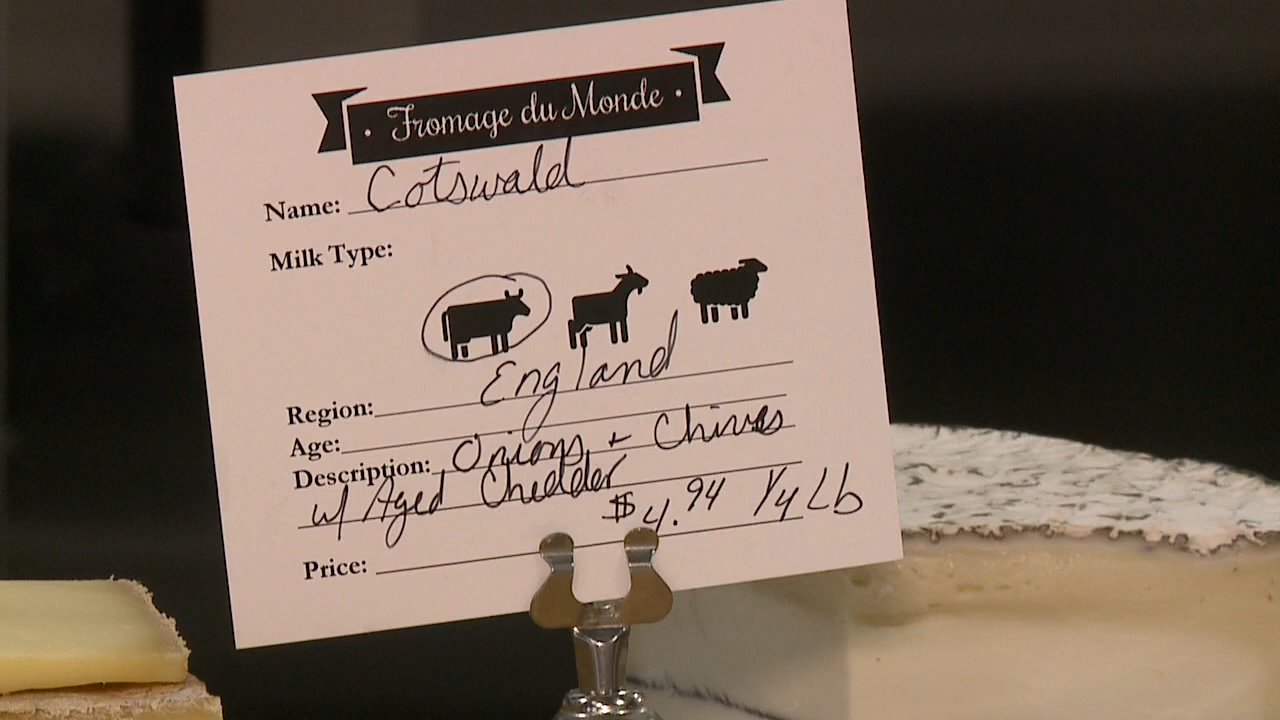 · Fromage du Monde ·
Name: Cotswald
Milk Type:
Region: England
Age:
Description: Onions + Chives
w/ Aged Chedder
$4.94 1/4 Lb
Price: